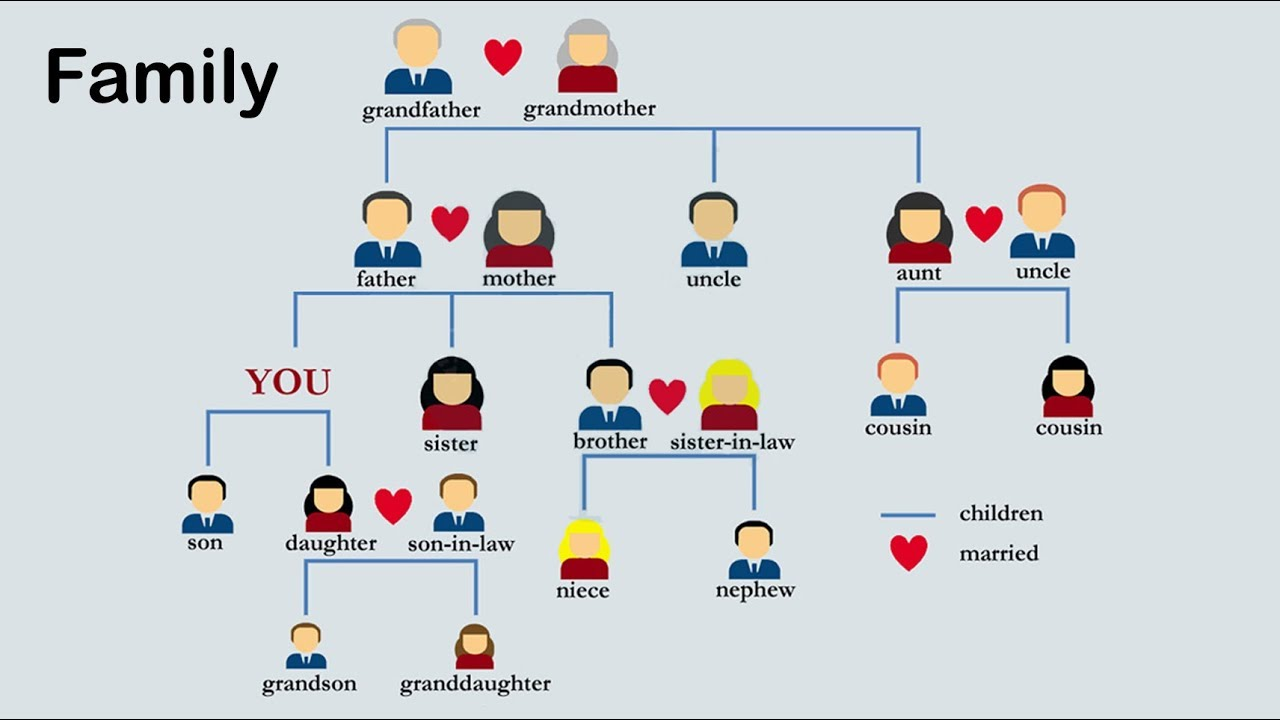 Family
grandfather grandmother
father mother uncle aunt uncle
YOU sister brother sister-in-law cousin cousin
son daughter son-in-law niece nephew
grandson granddaughter
children
married